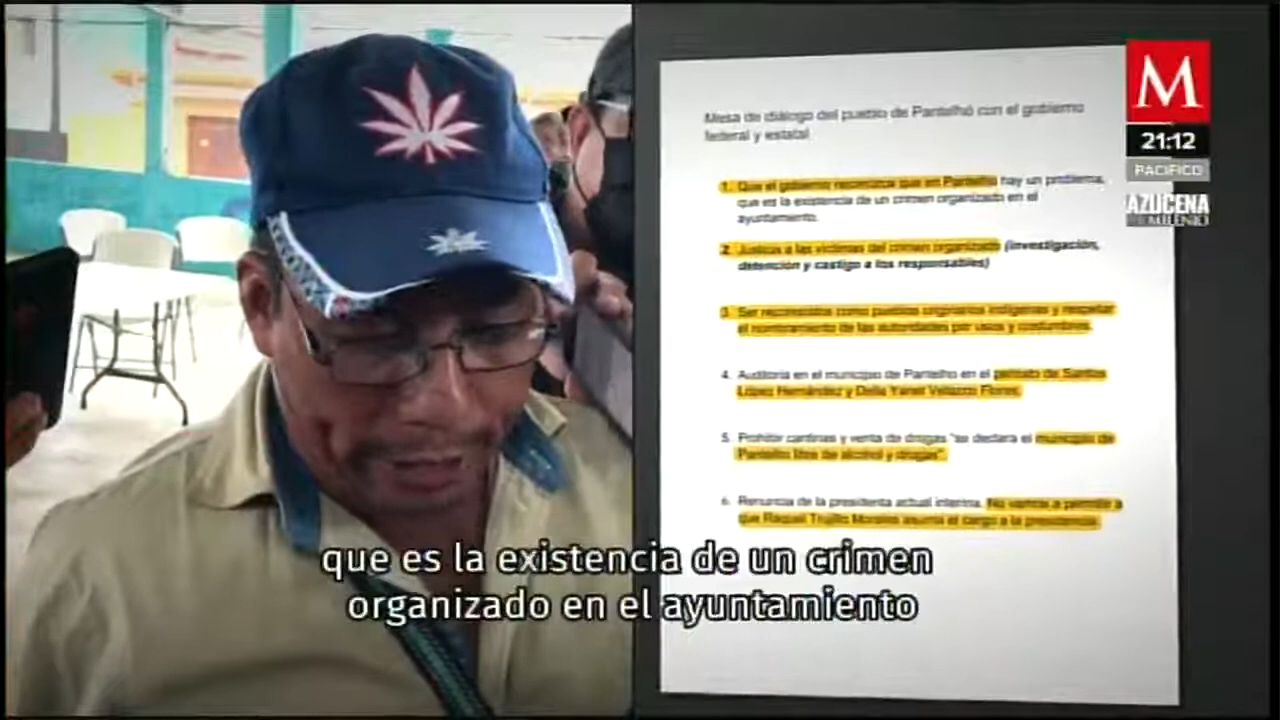 M
21:12
PACIFICO
AZUCENA
MILENIO
Mesa de diálogo del pueblo de Pantelhó con el gobierno
federal y estatal
1. Que el gobierno reconozca que en Pantelhó hay un problema,
que es la existencia de un crimen organizado en el
ayuntamiento.
2. Justicia a las víctimas del crimen organizado (investigación,
detención y castigo a los responsables)
3. Ser reconocidos como pueblos originarios indígenas y respetar
el nombramiento de las autoridades por usos y costumbres.
4. Auditoria en el municipio de Pantelho en el periodo de Santos
López Hernández y Delia Yanet Velazco Flores.
5. Prohibir cantinas y venta de drogas "se declara el municipio de
Pantelho libre de alcohol y drogas".
6. Renuncia de la presidenta actual interina. No vamos a permitir a
que Raquel Trujillo Morales asuma el cargo a la presidencia.
que es la existencia de un crimen
organizado en el ayuntamiento